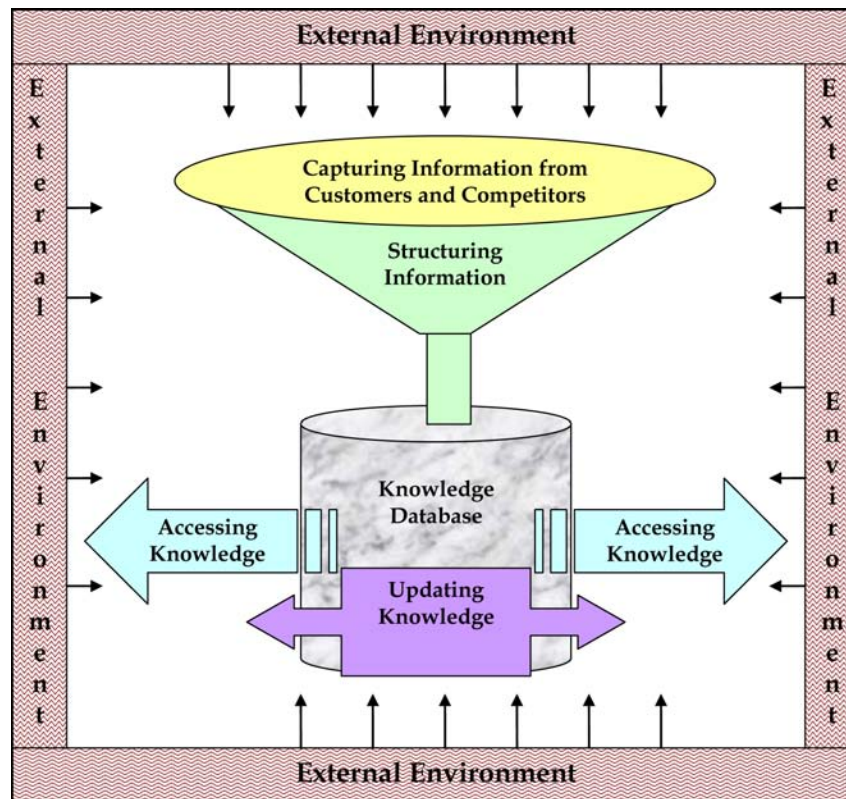 External Environment
External Environment
External Environment
Capturing Information from
Customers and Competitors
Structuring
Information
Knowledge
Database
Accessing
Knowledge
Accessing
Knowledge
Updating
Knowledge
External Environment